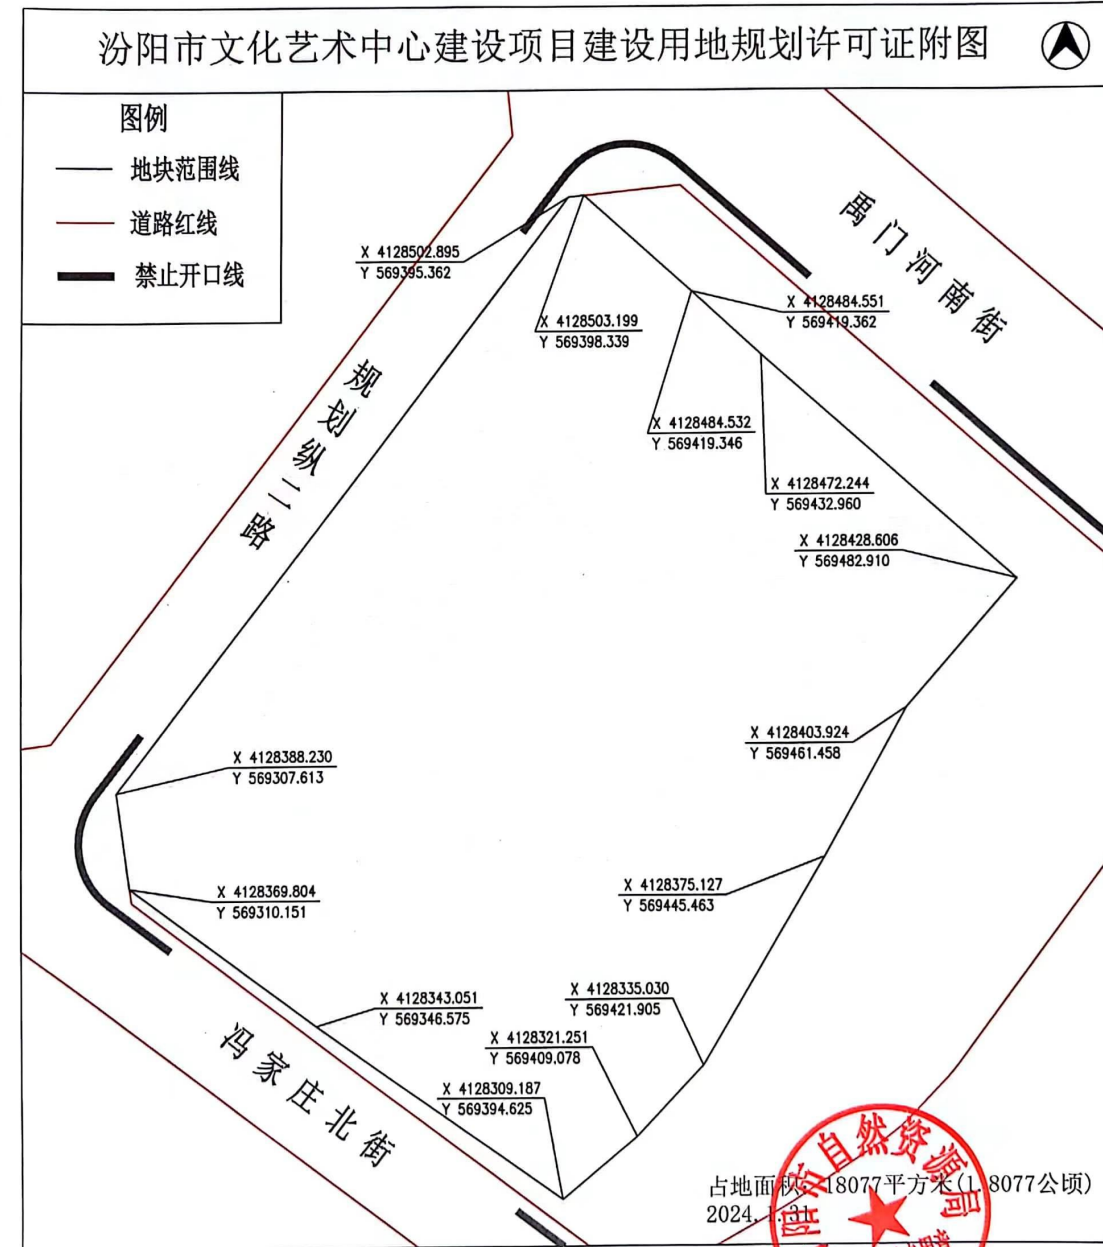 汾阳市文化艺术中心建设项目建设用地规划许可证附图
图例
地块范围线
道路红线
禁止开口线
禹门河南街
X 4128502.895
Y 569395.362
X 4128503.199
Y 569398.339
X 4128484.551
Y 569419.362
规划纵二路
X 4128484.532
Y 569419.346
X 4128472.244
Y 569432.960
X 4128428.606
Y 569482.910
X 4128403.924
Y 569461.458
X 4128388.230
Y 569307.613
X 4128369.804
Y 569310.151
X 4128375.127
Y 569445.463
X 4128343.051
Y 569346.575
X 4128335.030
Y 569421.905
X 4128321.251
Y 569409.078
X 4128309.187
Y 569394.625
冯家庄北街
占地面积: 18077平方米(1.8077公顷)
2024.1.31
阳市自然资源局